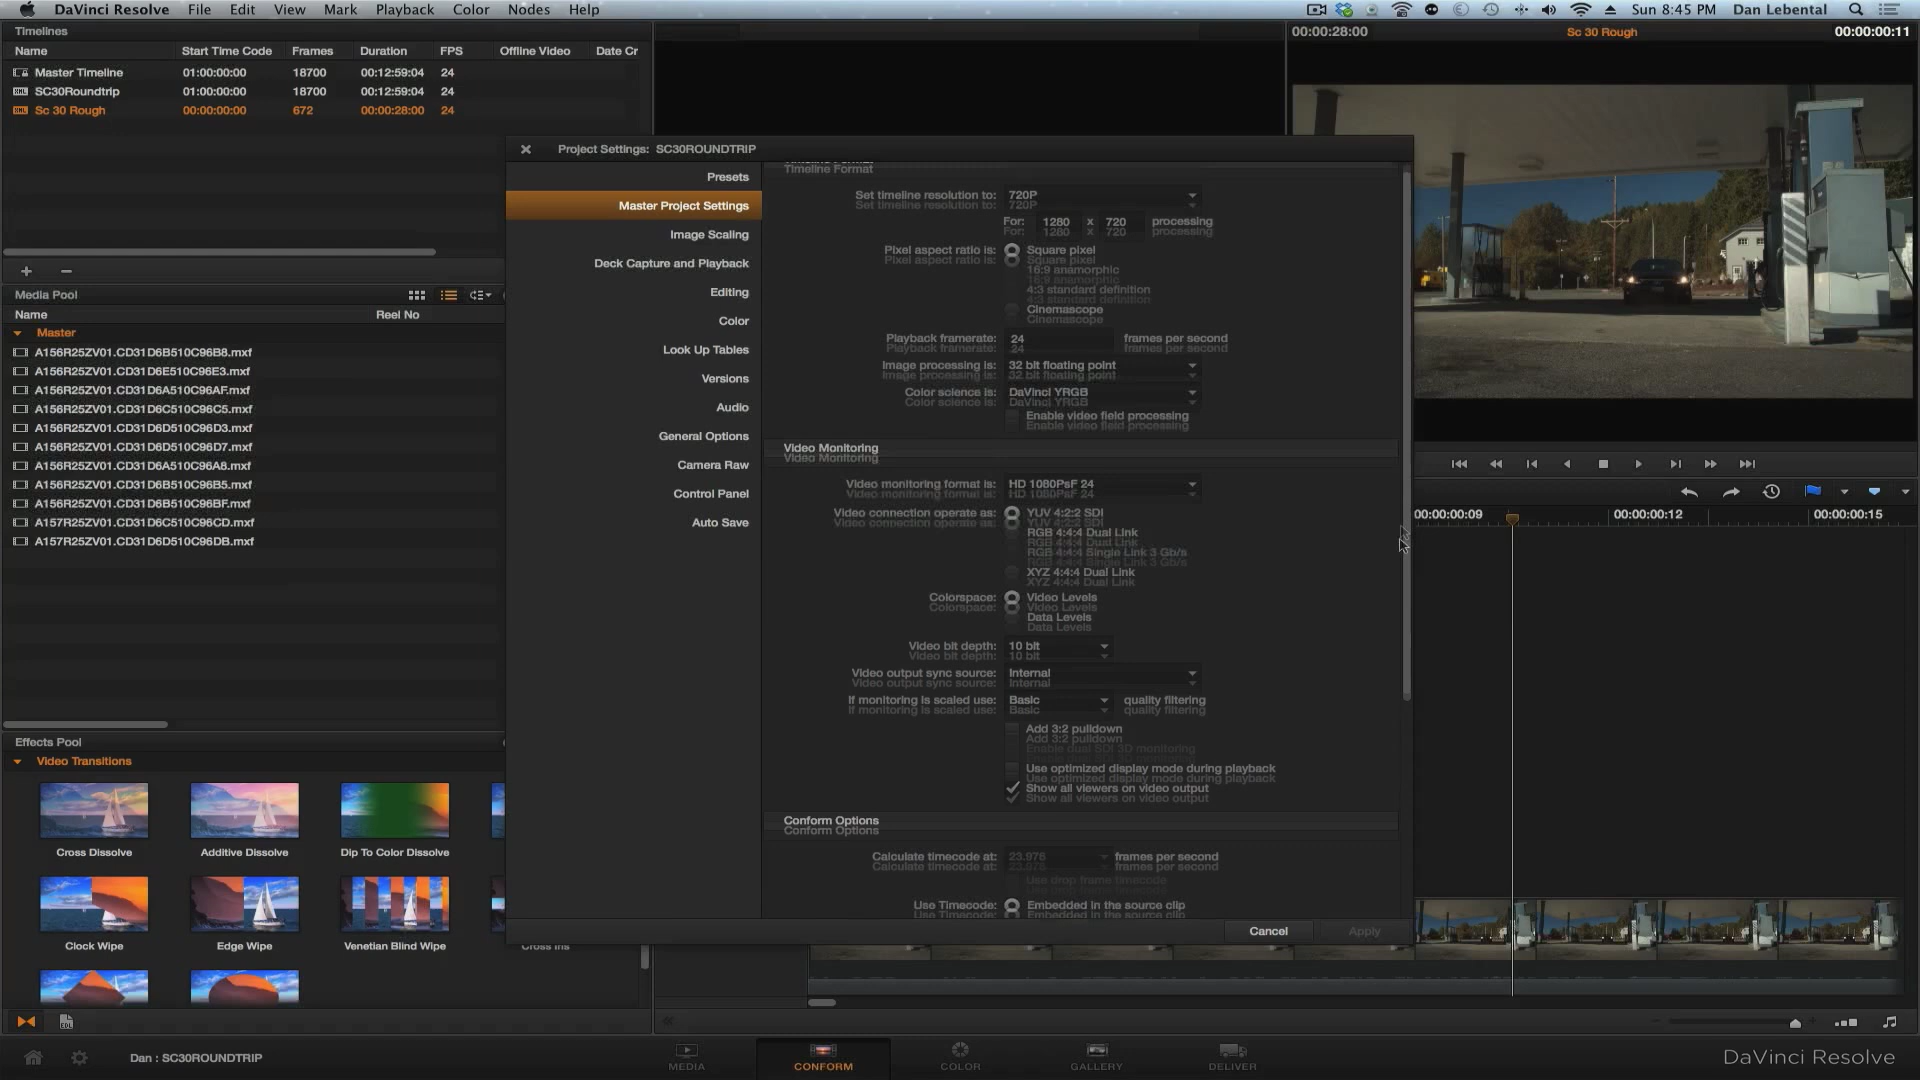 DaVinci Resolve File Edit View Mark Playback Color Nodes Help Sun 8:45 PM Dan Lebental
Timelines
Name Start Time Code Frames Duration FPS Offline Video Date Cr
Master Timeline 01:00:00:00 18700 00:12:59:04 24
SC30Roundtrip 01:00:00:00 18700 00:12:59:04 24
Sc 30 Rough 00:00:00:00 672 00:00:28:00 24
00:00:28:00 Sc 30 Rough 00:00:00:11
Media Pool
Name Reel No
Master
A156R25ZV01.CD31D6B510C96B8.mxf
A156R25ZV01.CD31D6E510C96E3.mxf
A156R25ZV01.CD31D6A510C96AF.mxf
A156R25ZV01.CD31D6C510C96C5.mxf
A156R25ZV01.CD31D6D510C96D3.mxf
A156R25ZV01.CD31D6D510C96D7.mxf
A156R25ZV01.CD31D6A510C96A8.mxf
A156R25ZV01.CD31D6B510C96B5.mxf
A156R25ZV01.CD31D6B510C96BF.mxf
A157R25ZV01.CD31D6C510C96CD.mxf
A157R25ZV01.CD31D6D510C96DB.mxf
Effects Pool
Video Transitions
Cross Dissolve Additive Dissolve Dip To Color Dissolve
Clock Wipe Edge Wipe Venetian Blind Wipe Cross Iris
Project Settings: SC30ROUNDTRIP
Presets
Master Project Settings
Image Scaling
Deck Capture and Playback
Editing
Color
Look Up Tables
Versions
Audio
General Options
Camera Raw
Control Panel
Auto Save
Timeline Format
Set timeline resolution to: 720P
For: 1280 x 720 processing
Pixel aspect ratio is: Square pixel
16:9 anamorphic
4:3 standard definition
Cinemascope
Playback framerate: 24 frames per second
Image processing is: 32 bit floating point
Color science is: DaVinci YRGB
Enable video field processing
Video Monitoring
Video monitoring format is: HD 1080PsF 24
Video connection operate as: YUV 4:2:2 SDI
RGB 4:4:4 Dual Link
RGB 4:4:4 Single Link 3 Gb/s
XYZ 4:4:4 Dual Link
Colorspace: Video Levels
Data Levels
Video bit depth: 10 bit
Video output sync source: Internal
If monitoring is scaled use: Basic quality filtering
Add 3:2 pulldown
Enable dual SDI 3D monitoring
Use optimized display mode during playback
Show all viewers on video output
Conform Options
Calculate timecode at: 23.976 frames per second
Use drop frame timecode
Use Timecode: Embedded in the source clip
Cancel Apply
00:00:00:09 00:00:00:12 00:00:00:15
Dan : SC30ROUNDTRIP
MEDIA CONFORM COLOR GALLERY DELIVER
DaVinci Resolve